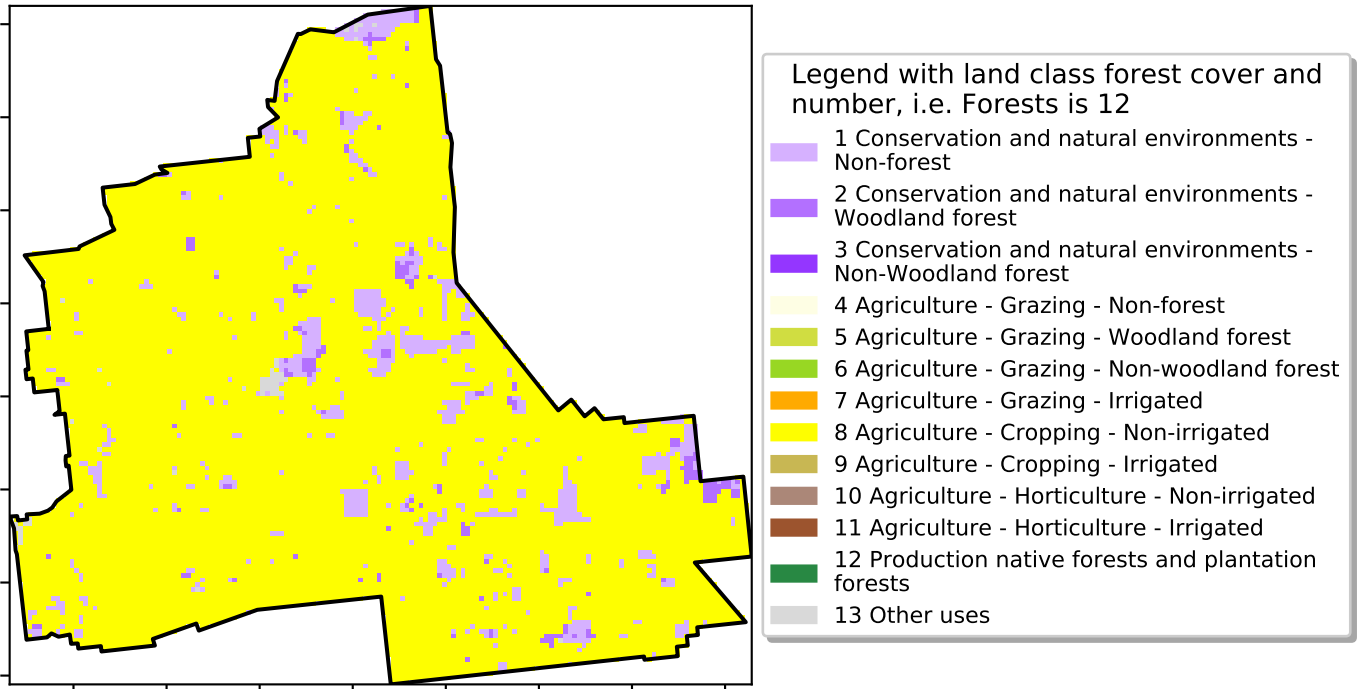 Legend with land class forest cover and
number, i.e. Forests is 12
1 Conservation and natural environments -
Non-forest
2 Conservation and natural environments -
Woodland forest
3 Conservation and natural environments -
Non-Woodland forest
4 Agriculture - Grazing - Non-forest
5 Agriculture - Grazing - Woodland forest
6 Agriculture - Grazing - Non-woodland forest
7 Agriculture - Grazing - Irrigated
8 Agriculture - Cropping - Non-irrigated
9 Agriculture - Cropping - Irrigated
10 Agriculture - Horticulture - Non-irrigated
11 Agriculture - Horticulture - Irrigated
12 Production native forests and plantation
forests
13 Other uses